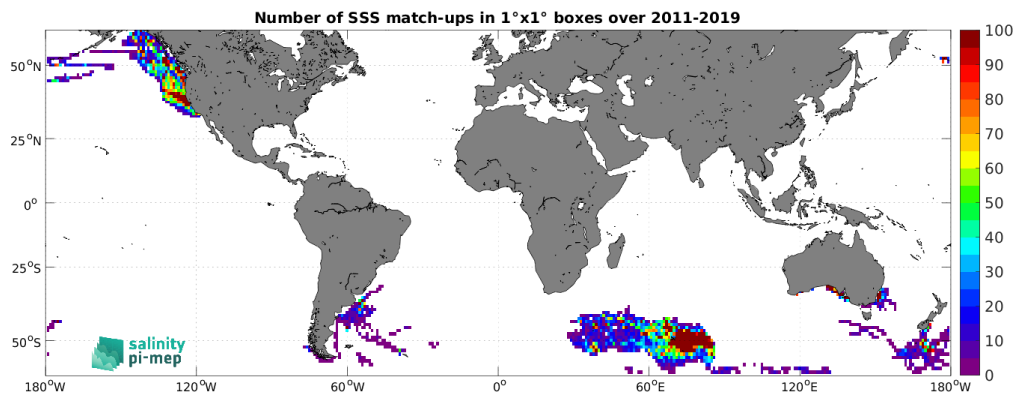 Number of SSS match-ups in 1°x1° boxes over 2011-2019
100
90
80
70
60
50
40
30
20
10
0
50°N
25°N
0°
25°S
50°S
salinity
pi-mep
180°W 120°W 60°W 0° 60°E 120°E 180°W